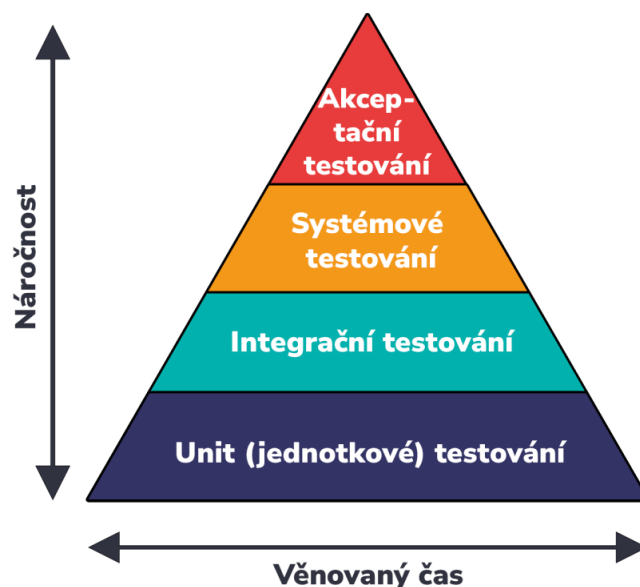 Akcep-
tační
testování
Systémové
testování
Integrační testování
Unit (jednotkové) testování
Náročnost
Věnovaný čas